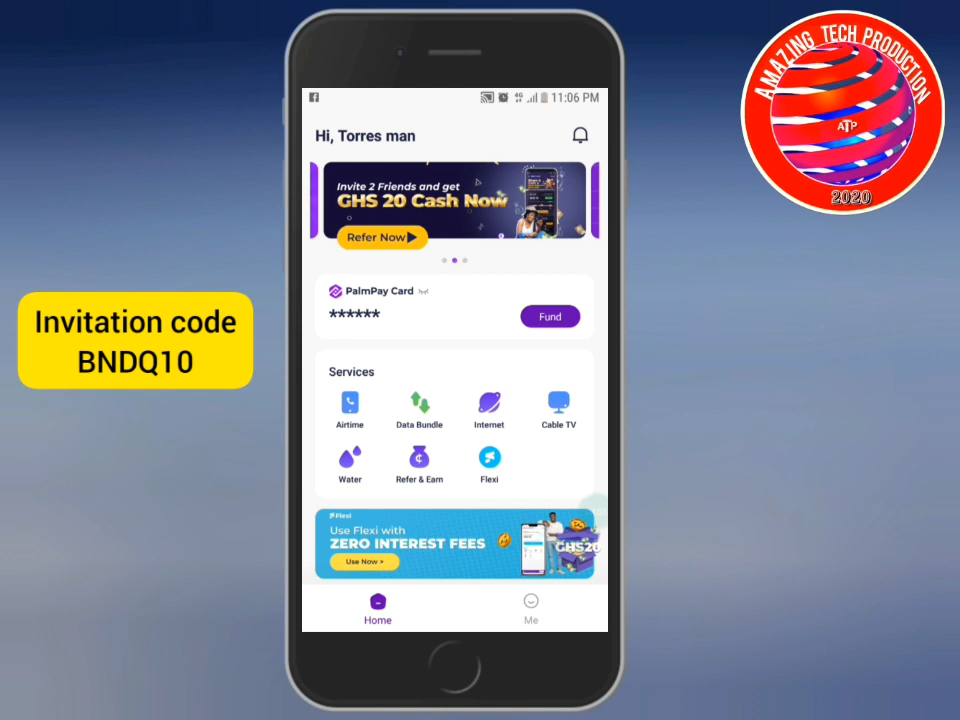 AMAZING TECH PRODUCTION
ATP
2020
Invitation code
BNDQ10
4G
11:06 PM
Hi, Torres man
Invite 2 Friends and get
GHS 20 Cash Now
Refer Now
PalmPay Card
******
Fund
Services
Airtime
Data Bundle
Internet
Cable TV
Water
Refer & Earn
Flexi
Flexi
Use Flexi with
ZERO INTEREST FEES
Use Now >
GHS20
Home
Me